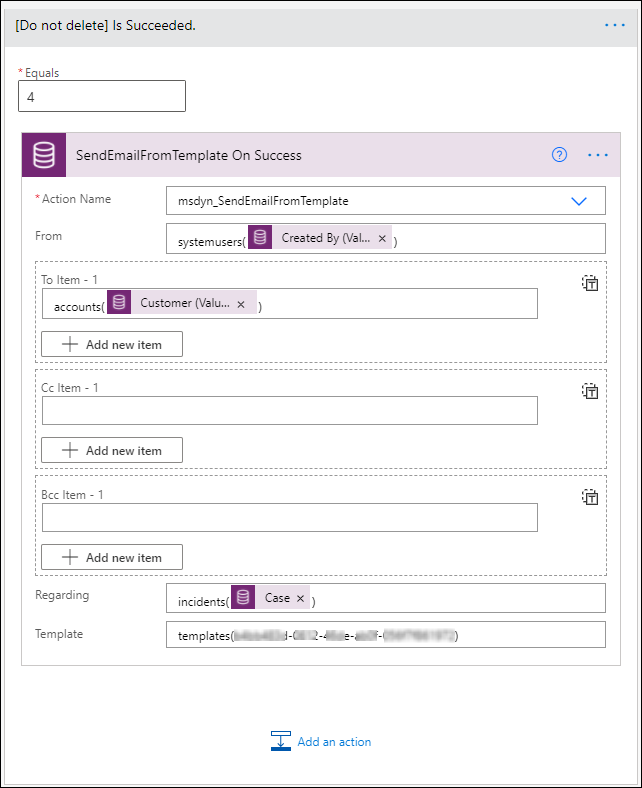 [Do not delete] Is Succeeded.
* Equals
4
SendEmailFromTemplate On Success
* Action Name
msdyn_SendEmailFromTemplate
From
systemusers( Created By (Val... × )
To Item - 1
accounts( Customer (Valu... × )
Add new item
Cc Item - 1
Add new item
Bcc Item - 1
Add new item
Regarding
incidents( Case × )
Template
templates(
Add an action